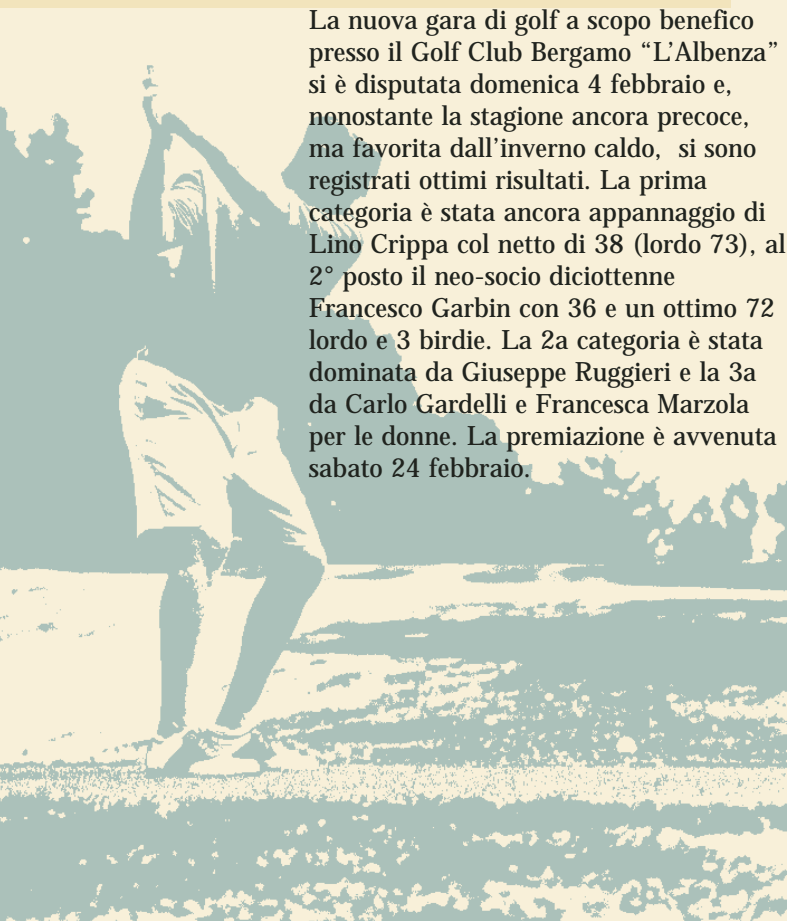 La nuova gara di golf a scopo benefico
presso il Golf Club Bergamo “L’Albenza”
si è disputata domenica 4 febbraio e,
nonostante la stagione ancora precoce,
ma favorita dall’inverno caldo,  si sono
registrati ottimi risultati. La prima
categoria è stata ancora appannaggio di
Lino Crippa col netto di 38 (lordo 73), al
2° posto il neo-socio diciottenne
Francesco Garbin con 36 e un ottimo 72
lordo e 3 birdie. La 2a categoria è stata
dominata da Giuseppe Ruggieri e la 3a
da Carlo Gardelli e Francesca Marzola
per le donne. La premiazione è avvenuta
sabato 24 febbraio.